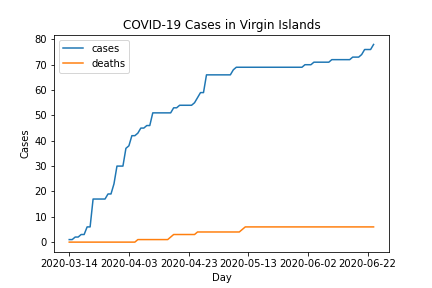 COVID-19 Cases in Virgin Islands
cases
deaths
80
70
60
50
40
30
20
10
0
Cases
2020-03-14 2020-04-03 2020-04-23 2020-05-13 2020-06-02 2020-06-22
Day